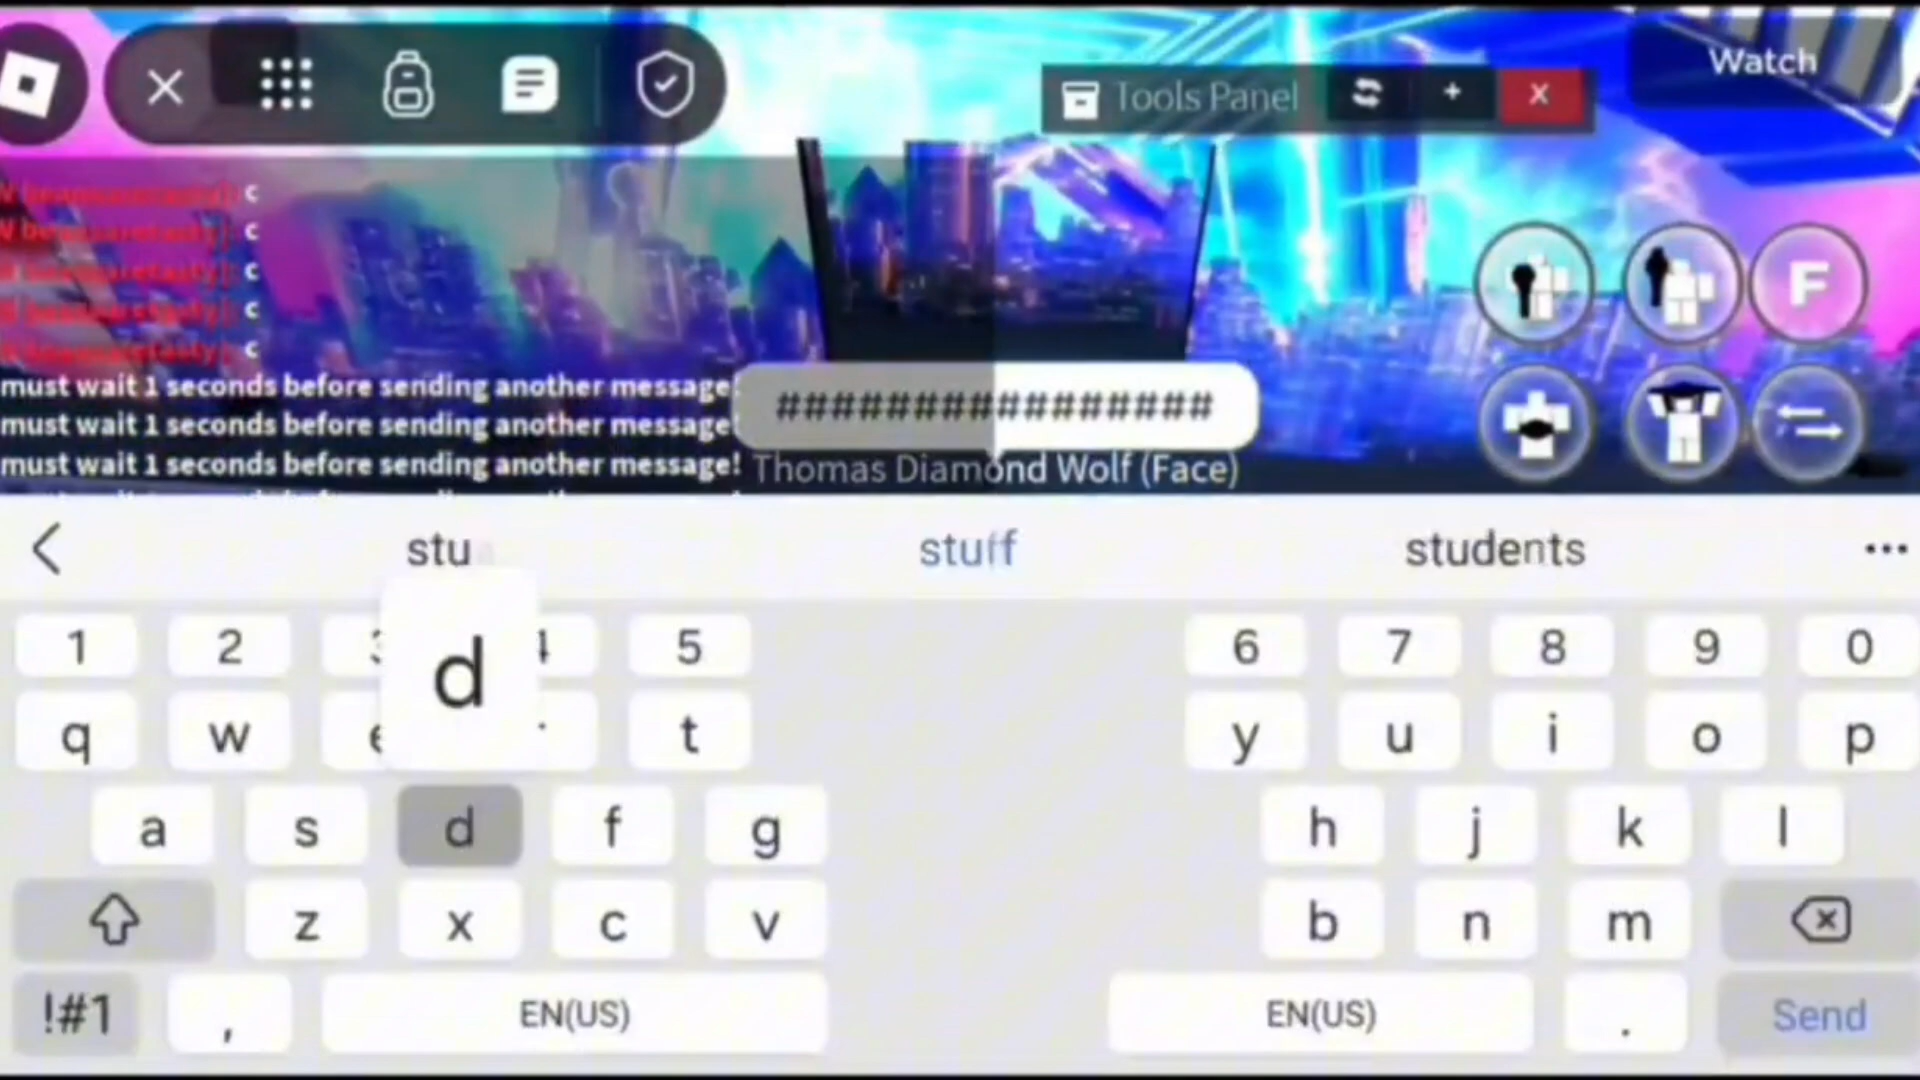 Watch
Tools Panel
+
X
c
c
c
c
c
must wait 1 seconds before sending another message!
must wait 1 seconds before sending another message!
must wait 1 seconds before sending another message!
################
Thomas Diamond Wolf (Face)
F
stu
stuff
students
...
1 2 5 6 7 8 9 0
d
q w t y u i o p
a s d f g h j k l
z x c v b n m
!#1 , EN(US) EN(US) . Send